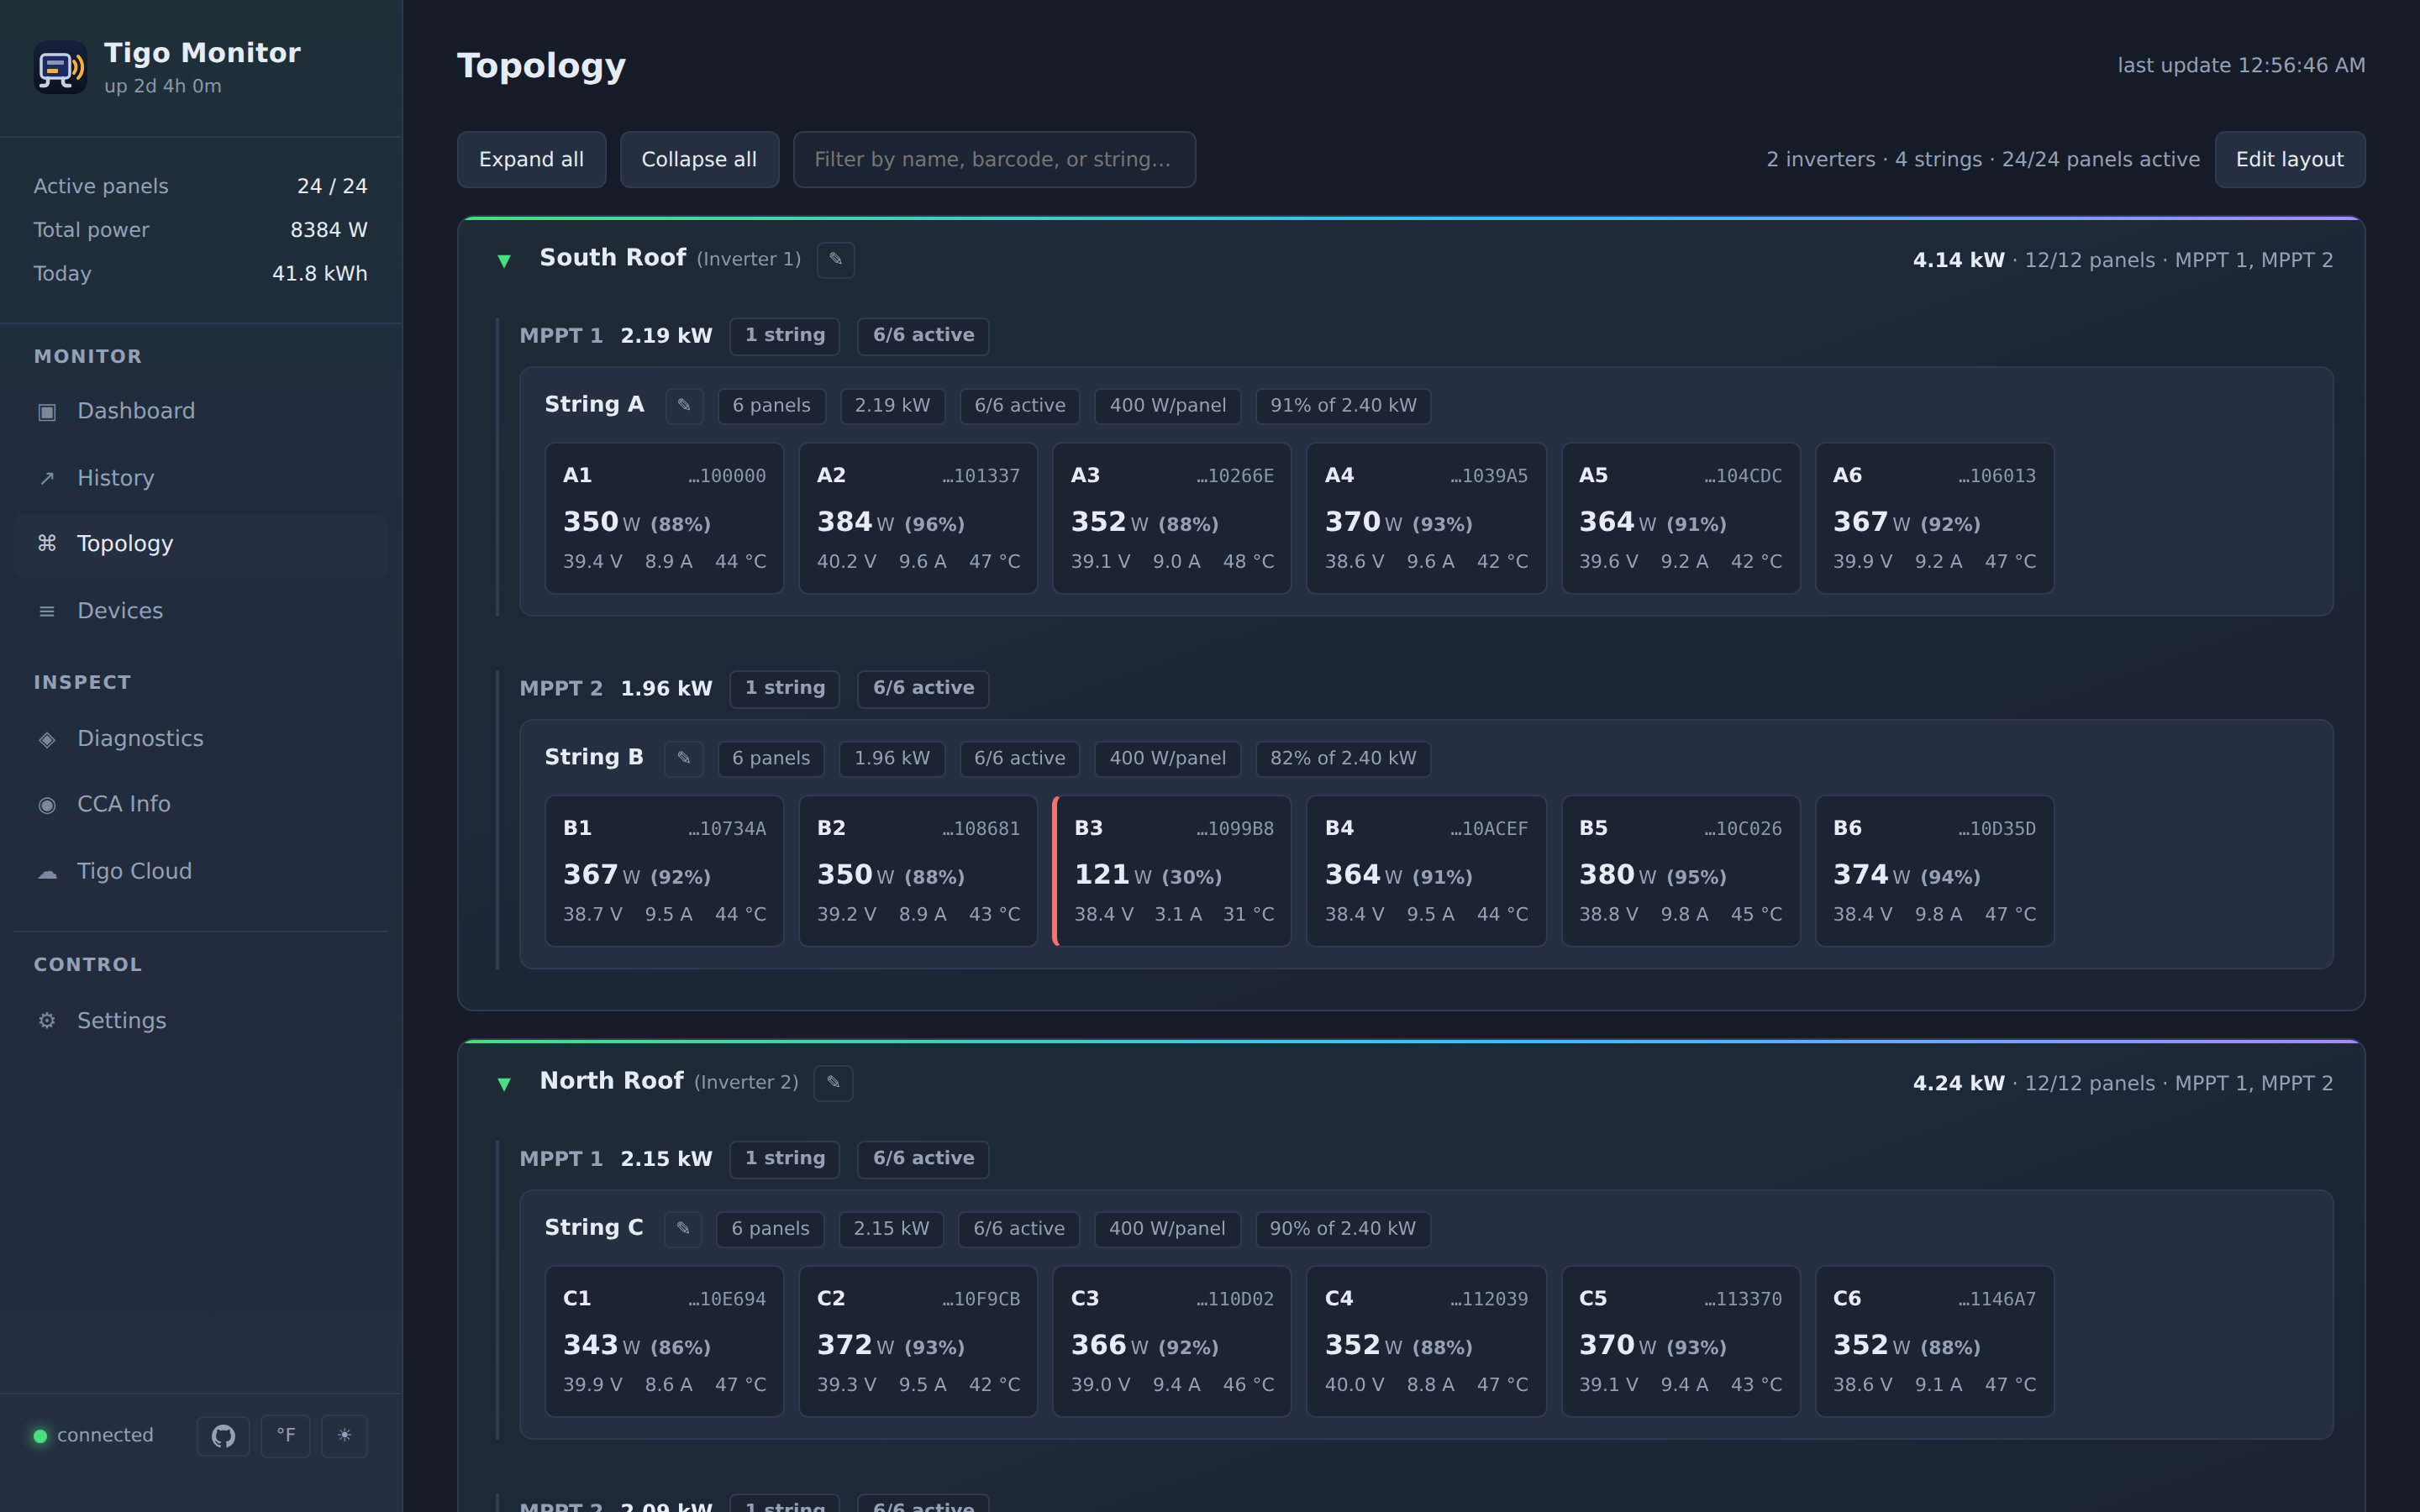 Tigo Monitor
up 2d 4h 0m
Active panels 24 / 24
Total power 8384 W
Today 41.8 kWh
MONITOR
Dashboard
History
Topology
Devices
INSPECT
Diagnostics
CCA Info
Tigo Cloud
CONTROL
Settings
connected °F
Topology
last update 12:56:46 AM
Expand all Collapse all Filter by name, barcode, or string... 2 inverters · 4 strings · 24/24 panels active Edit layout
South Roof (Inverter 1) 4.14 kW · 12/12 panels · MPPT 1, MPPT 2
MPPT 1 2.19 kW 1 string 6/6 active
String A 6 panels 2.19 kW 6/6 active 400 W/panel 91% of 2.40 kW
A1 …100000 A2 …101337 A3 …10266E A4 …1039A5 A5 …104CDC A6 …106013
350 W (88%) 384 W (96%) 352 W (88%) 370 W (93%) 364 W (91%) 367 W (92%)
39.4 V 8.9 A 44 °C 40.2 V 9.6 A 47 °C 39.1 V 9.0 A 48 °C 38.6 V 9.6 A 42 °C 39.6 V 9.2 A 42 °C 39.9 V 9.2 A 47 °C
MPPT 2 1.96 kW 1 string 6/6 active
String B 6 panels 1.96 kW 6/6 active 400 W/panel 82% of 2.40 kW
B1 …10734A B2 …108681 B3 …1099B8 B4 …10ACEF B5 …10C026 B6 …10D35D
367 W (92%) 350 W (88%) 121 W (30%) 364 W (91%) 380 W (95%) 374 W (94%)
38.7 V 9.5 A 44 °C 39.2 V 8.9 A 43 °C 38.4 V 3.1 A 31 °C 38.4 V 9.5 A 44 °C 38.8 V 9.8 A 45 °C 38.4 V 9.8 A 47 °C
North Roof (Inverter 2) 4.24 kW · 12/12 panels · MPPT 1, MPPT 2
MPPT 1 2.15 kW 1 string 6/6 active
String C 6 panels 2.15 kW 6/6 active 400 W/panel 90% of 2.40 kW
C1 …10E694 C2 …10F9CB C3 …110D02 C4 …112039 C5 …113370 C6 …1146A7
343 W (86%) 372 W (93%) 366 W (92%) 352 W (88%) 370 W (93%) 352 W (88%)
39.9 V 8.6 A 47 °C 39.3 V 9.5 A 42 °C 39.0 V 9.4 A 46 °C 40.0 V 8.8 A 47 °C 39.1 V 9.4 A 43 °C 38.6 V 9.1 A 47 °C
MPPT 2 2.09 kW 1 string 6/6 active